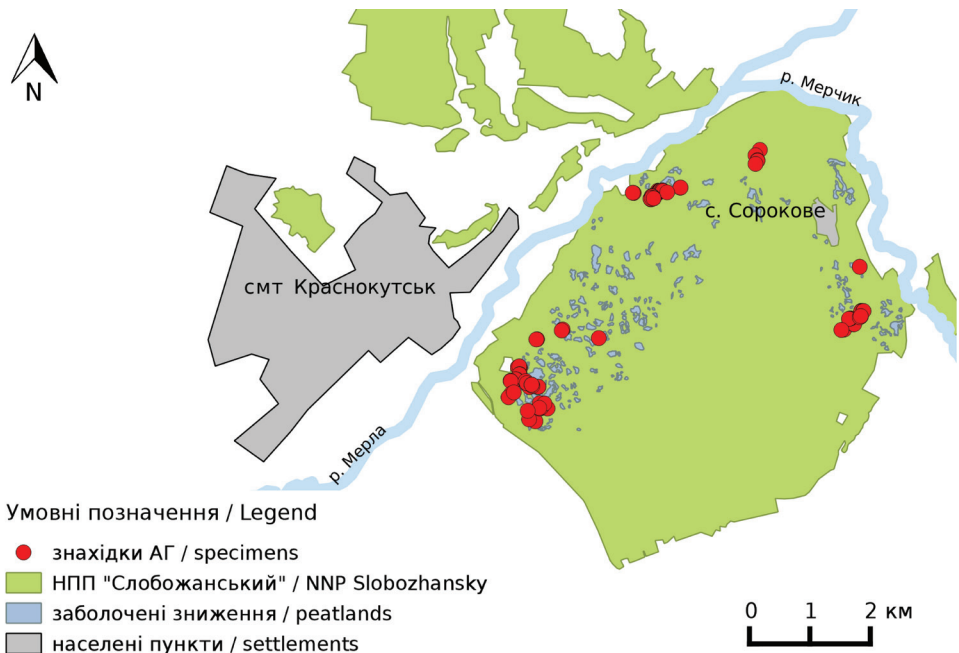 N
р. Мерчик
с. Сорокове
смт Краснокутськ
р. Мерла
Умовні позначення / Legend
знахідки АГ / specimens
НПП "Слобожанський" / NNP Slobozhansky
заболочені зниження / peatlands
населені пункти / settlements
0 1 2 км